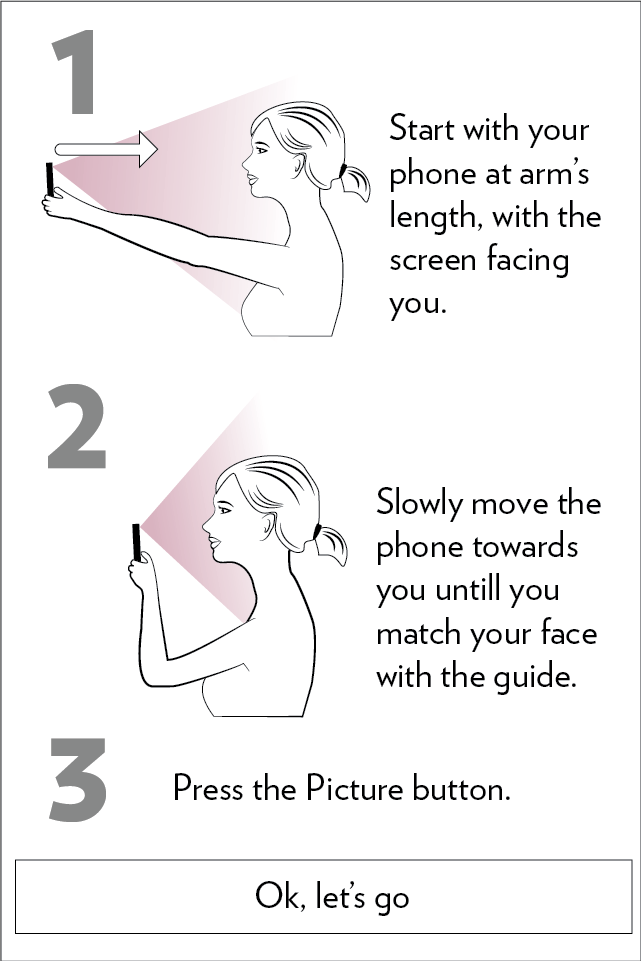 1
Start with your
phone at arm's
length, with the
screen facing
you.
2
Slowly move the
phone towards
you untill you
match your face
with the guide.
3
Press the Picture button.
Ok, let's go